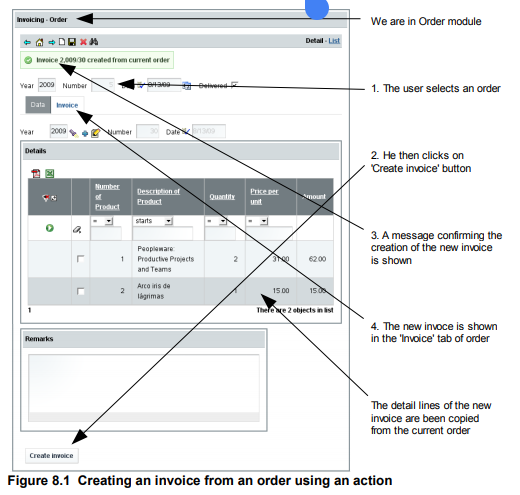 Invoicing - Order
We are in Order module
Detail - List
Invoice 2,009/30 created from current order
Year 2009 Number Delivered
1. The user selects an order
Data Invoice
Year 2009 Number 30 Date 8/13/09
2. He then clicks on
'Create invoice' button
Details
Number of Product
Description of Product
Quantity
Price per unit
Amount
= starts = =
3. A message confirming the
creation of the new invoice
is shown
1 Peopleware: Productive Projects and Teams 2 31.00 62.00
2 Arco iris de lágrimas 1 15.00 15.00
1 There are 2 objects in list
4. The new invoce is shown
in the 'Invoice' tab of order
Remarks
The detail lines of the new
invoice are been copied
from the current order
Create invoice
Figure 8.1 Creating an invoice from an order using an action